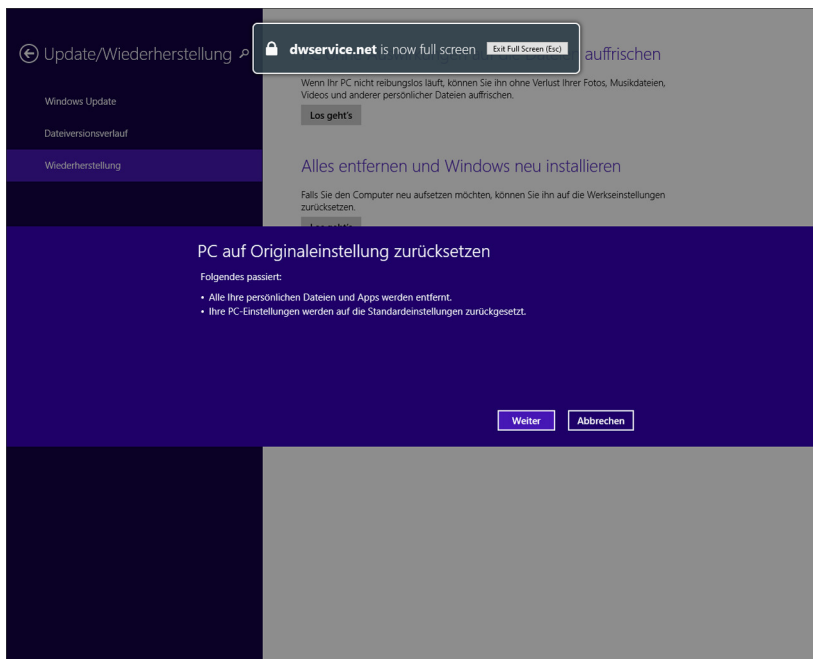 Update/Wiederherstellung
dwservice.net is now full screen
Exit Full Screen (Esc)
auffrischen
Wenn Ihr PC nicht reibungslos läuft, können Sie ihn ohne Verlust Ihrer Fotos, Musikdateien,
Videos und anderer persönlicher Dateien auffrischen.
Los geht's
Windows Update
Dateiversionsverlauf
Wiederherstellung
Alles entfernen und Windows neu installieren
Falls Sie den Computer neu aufsetzen möchten, können Sie ihn auf die Werkseinstellungen
zurücksetzen.
PC auf Originaleinstellung zurücksetzen
Folgendes passiert:
• Alle Ihre persönlichen Dateien und Apps werden entfernt.
• Ihre PC-Einstellungen werden auf die Standardeinstellungen zurückgesetzt.
Weiter
Abbrechen